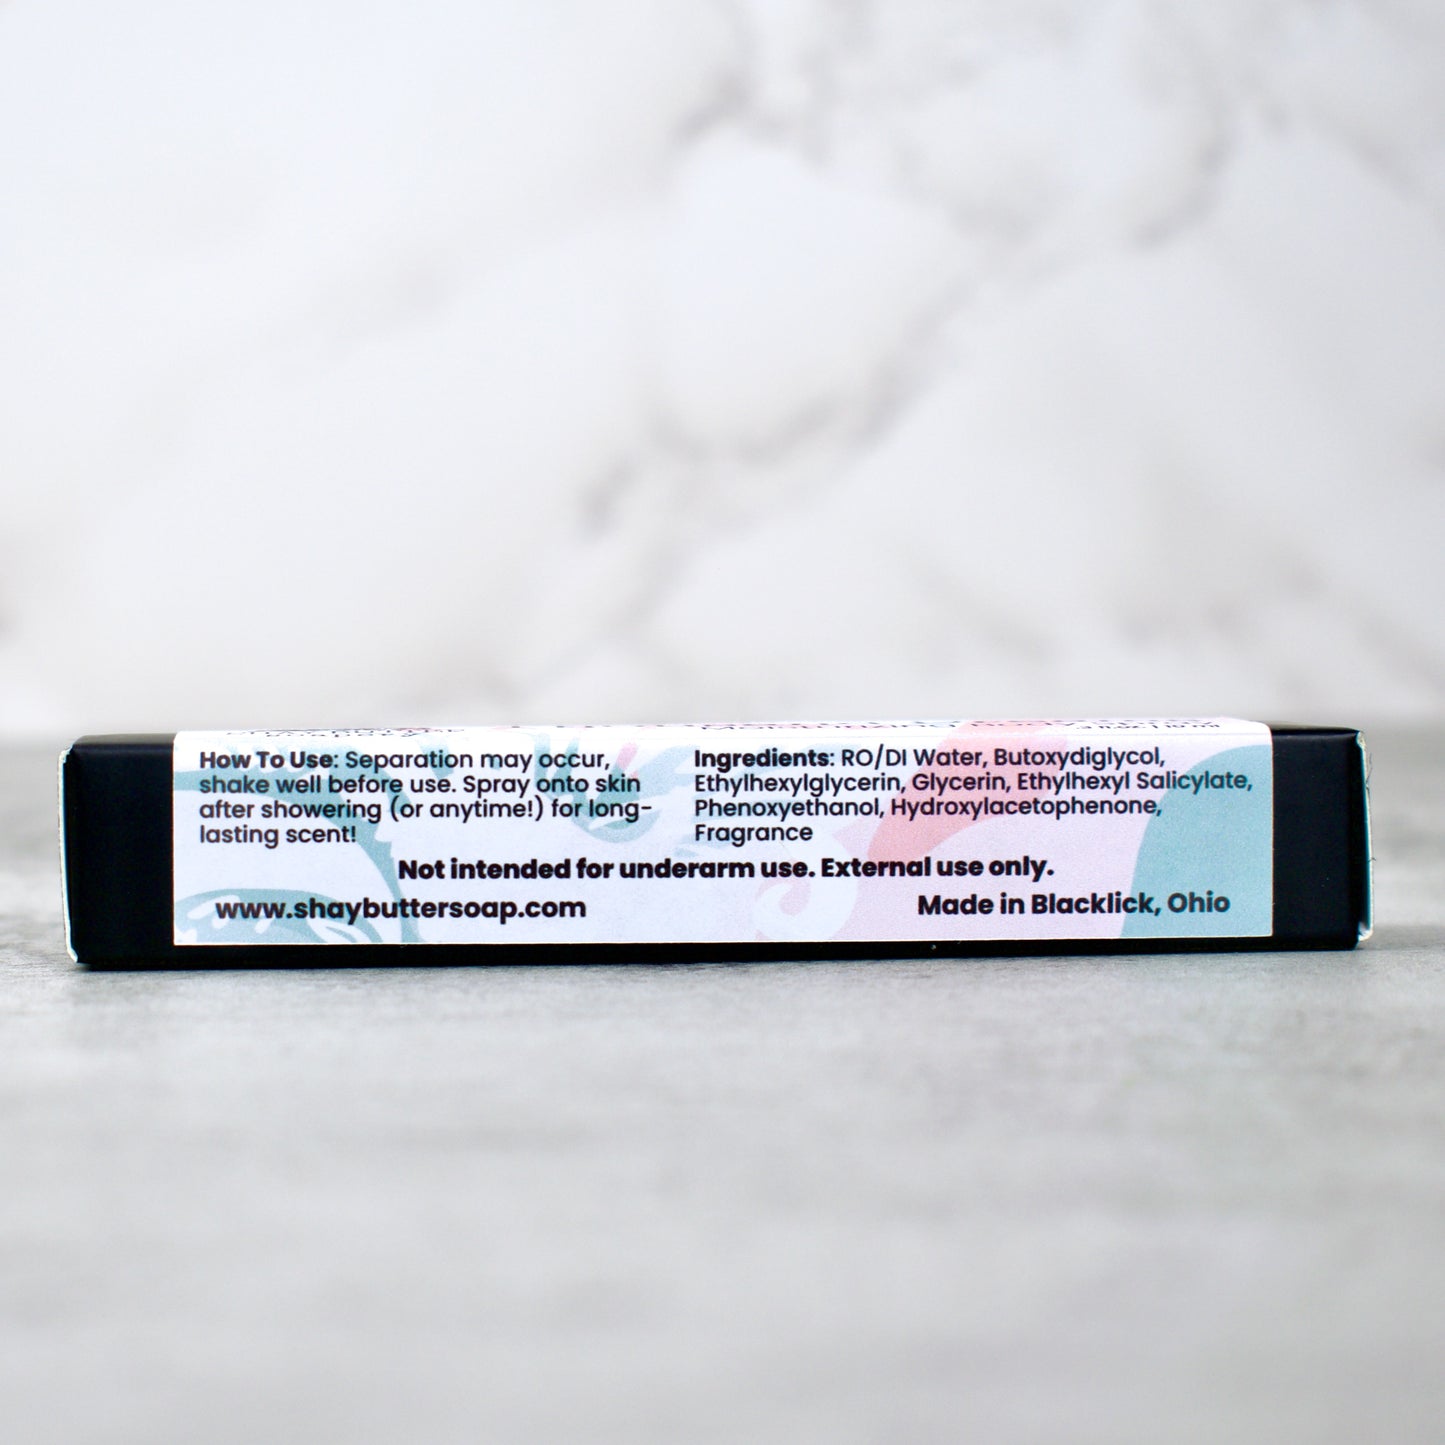 How To Use: Separation may occur,
shake well before use. Spray onto skin
after showering (or anytime!) for long-
lasting scent!
Ingredients: RO/DI Water, Butoxydiglycol,
Ethylhexylglycerin, Glycerin, Ethylhexyl Salicylate,
Phenoxyethanol, Hydroxylacetophenone,
Fragrance
Not intended for underarm use. External use only.
www.shaybuttersoap.com
Made in Blacklick, Ohio